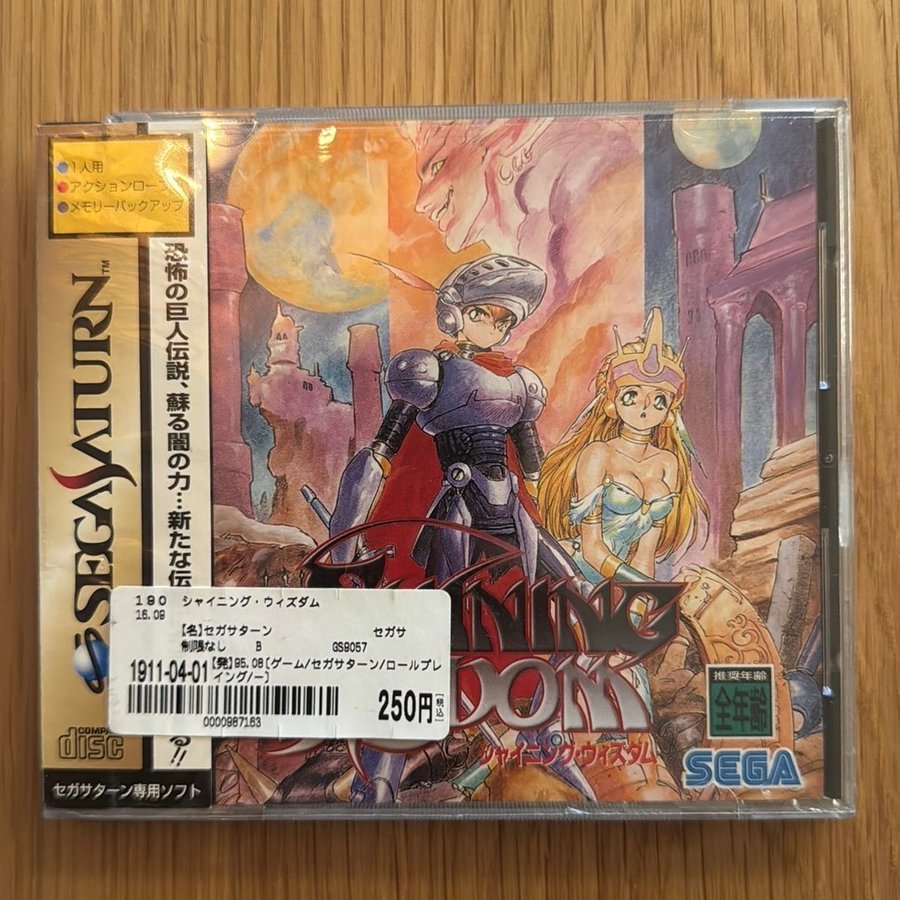 ●1人用
●アクションロー
●メモリーバックアップ
SEGA SATURN™
恐怖の巨人伝説、蘇る闇の力…新たな伝
!!
COMPACT
disc
セガサターン専用ソフト
180 シャイニング・ウィズダム
16.09
【名】セガサターン セガサ
制限なし B GS9057
1911-04-01
【発】95.08〔ゲーム/セガサターン/ロールプレ
イング/ー〕
250円
[税込]
0000987163
シャイニング・ウィズダム
推奨年齢
全年齢
SEGA